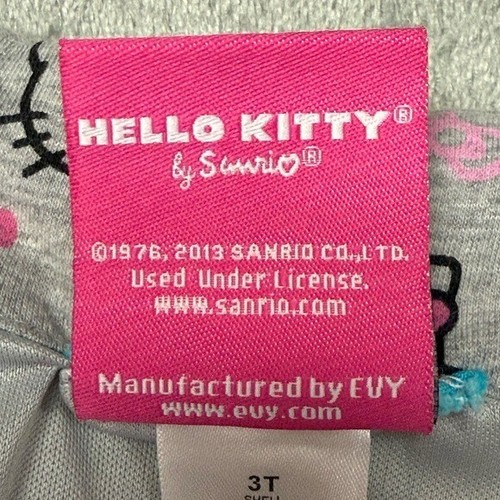 HELLO KITTY®
by Sanrio®
©1976, 2013 SANRIO CO.,LTD.
Used Under License.
www.sanrio.com
Manufactured by EVY
www.evy.com
3T
SHELL